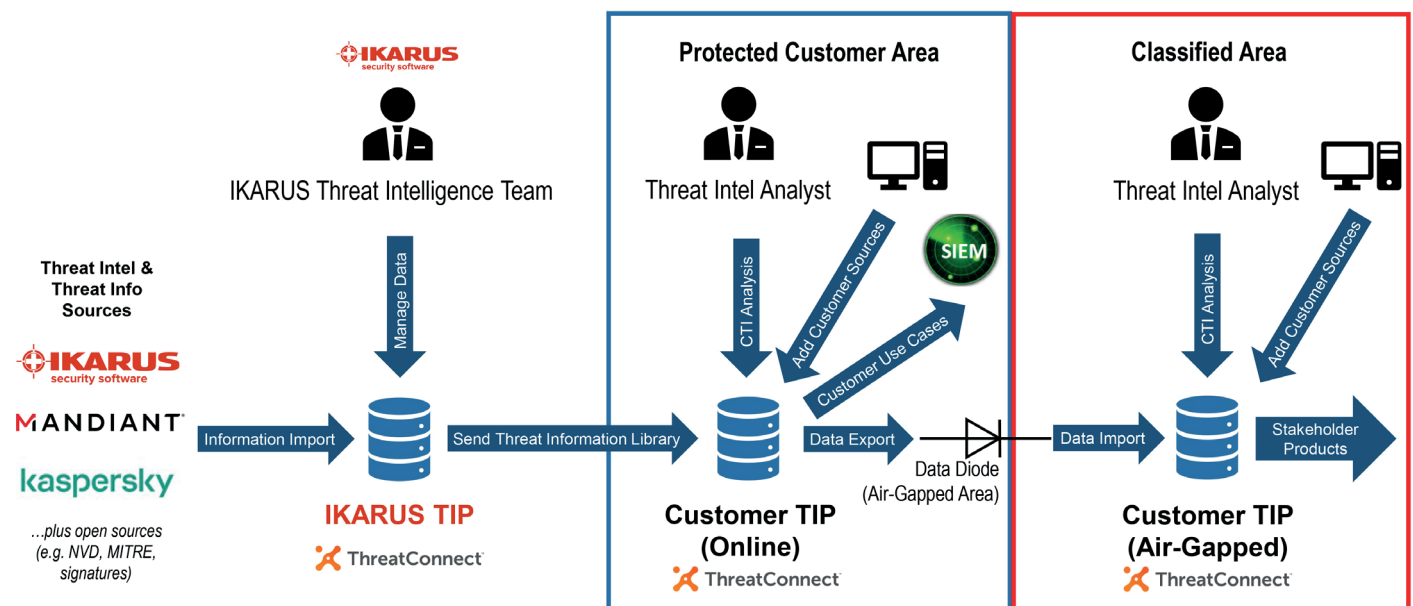 Threat Intel &
Threat Info
Sources
IKARUS
security software
MANDIANT
kaspersky
...plus open sources
(e.g. NVD, MITRE,
signatures)
Information Import
IKARUS
security software
IKARUS Threat Intelligence Team
Manage Data
IKARUS TIP
ThreatConnect
Send Threat Information Library
Protected Customer Area
Threat Intel Analyst
CTI Analysis
Add Customer Sources
SIEM
Customer Use Cases
Customer TIP
(Online)
ThreatConnect
Data Export
Data Diode
(Air-Gapped Area)
Classified Area
Threat Intel Analyst
CTI Analysis
Add Customer Sources
Data Import
Customer TIP
(Air-Gapped)
ThreatConnect
Stakeholder
Products